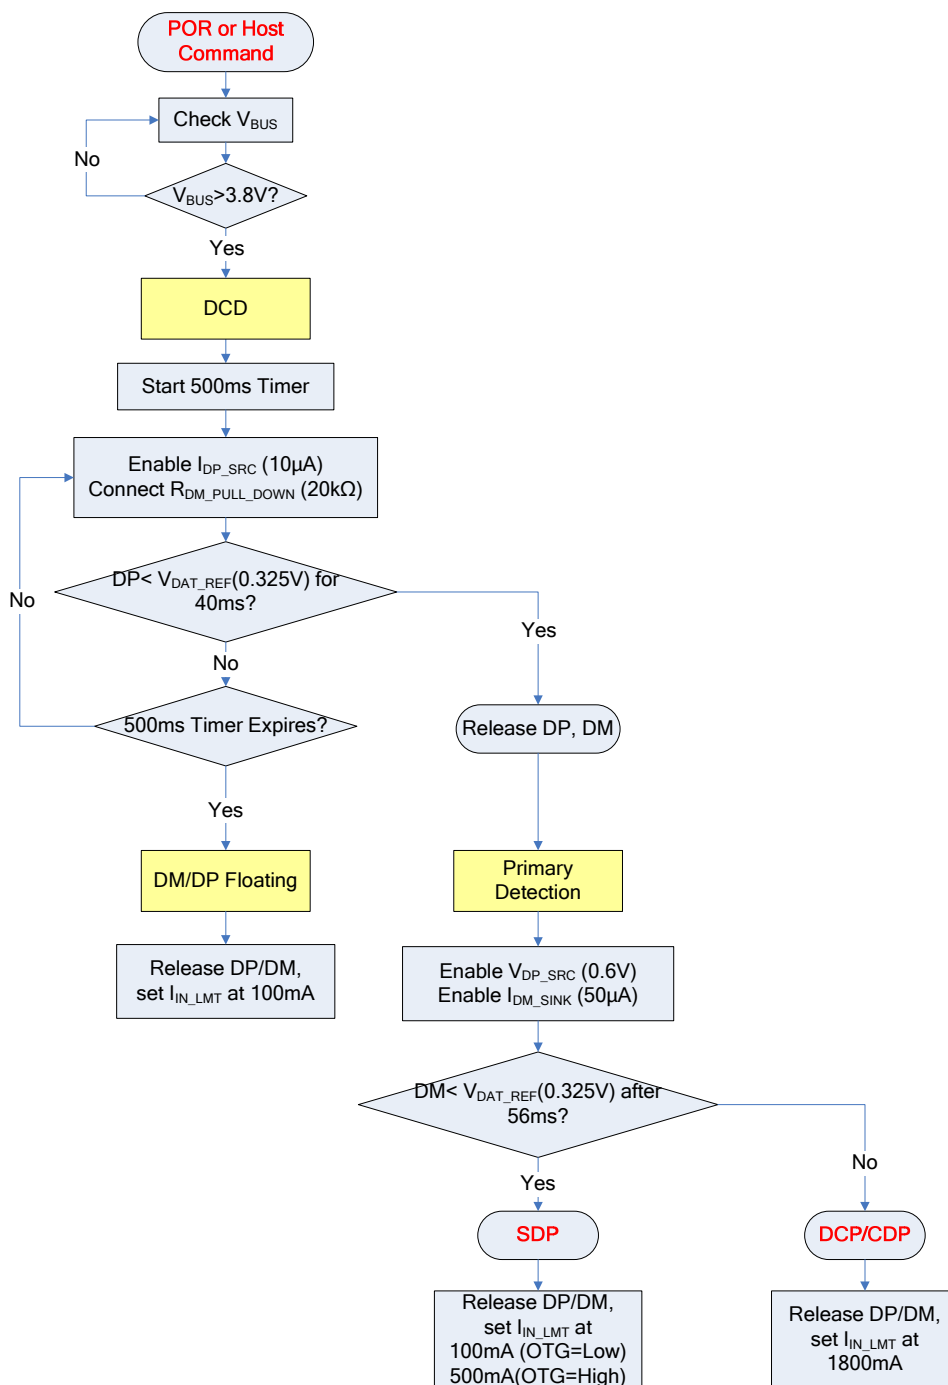 POR or Host
Command
Check VBUS
No
VBUS>3.8V?
Yes
DCD
Start 500ms Timer
Enable IDP_SRC (10µA)
Connect RDM_PULL_DOWN (20kΩ)
DP< VDAT_REF(0.325V) for
40ms?
No
Yes
No
500ms Timer Expires?
Release DP, DM
Yes
DM/DP Floating
Primary
Detection
Release DP/DM,
set IIN_LMT at 100mA
Enable VDP_SRC (0.6V)
Enable IDM_SINK (50µA)
DM< VDAT_REF(0.325V) after
56ms?
No
Yes
SDP
DCP/CDP
Release DP/DM,
set IIN_LMT at
100mA (OTG=Low)
500mA(OTG=High)
Release DP/DM,
set IIN_LMT at
1800mA